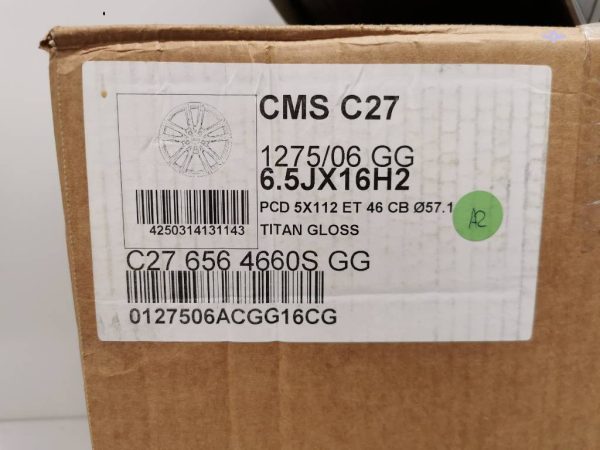 CMS C27
1275/06 GG
6.5JX16H2
PCD 5X112 ET 46 CB Ø57.1
4250314131143
TITAN GLOSS
A2
C27 656 4660S GG
0127506ACGG16CG